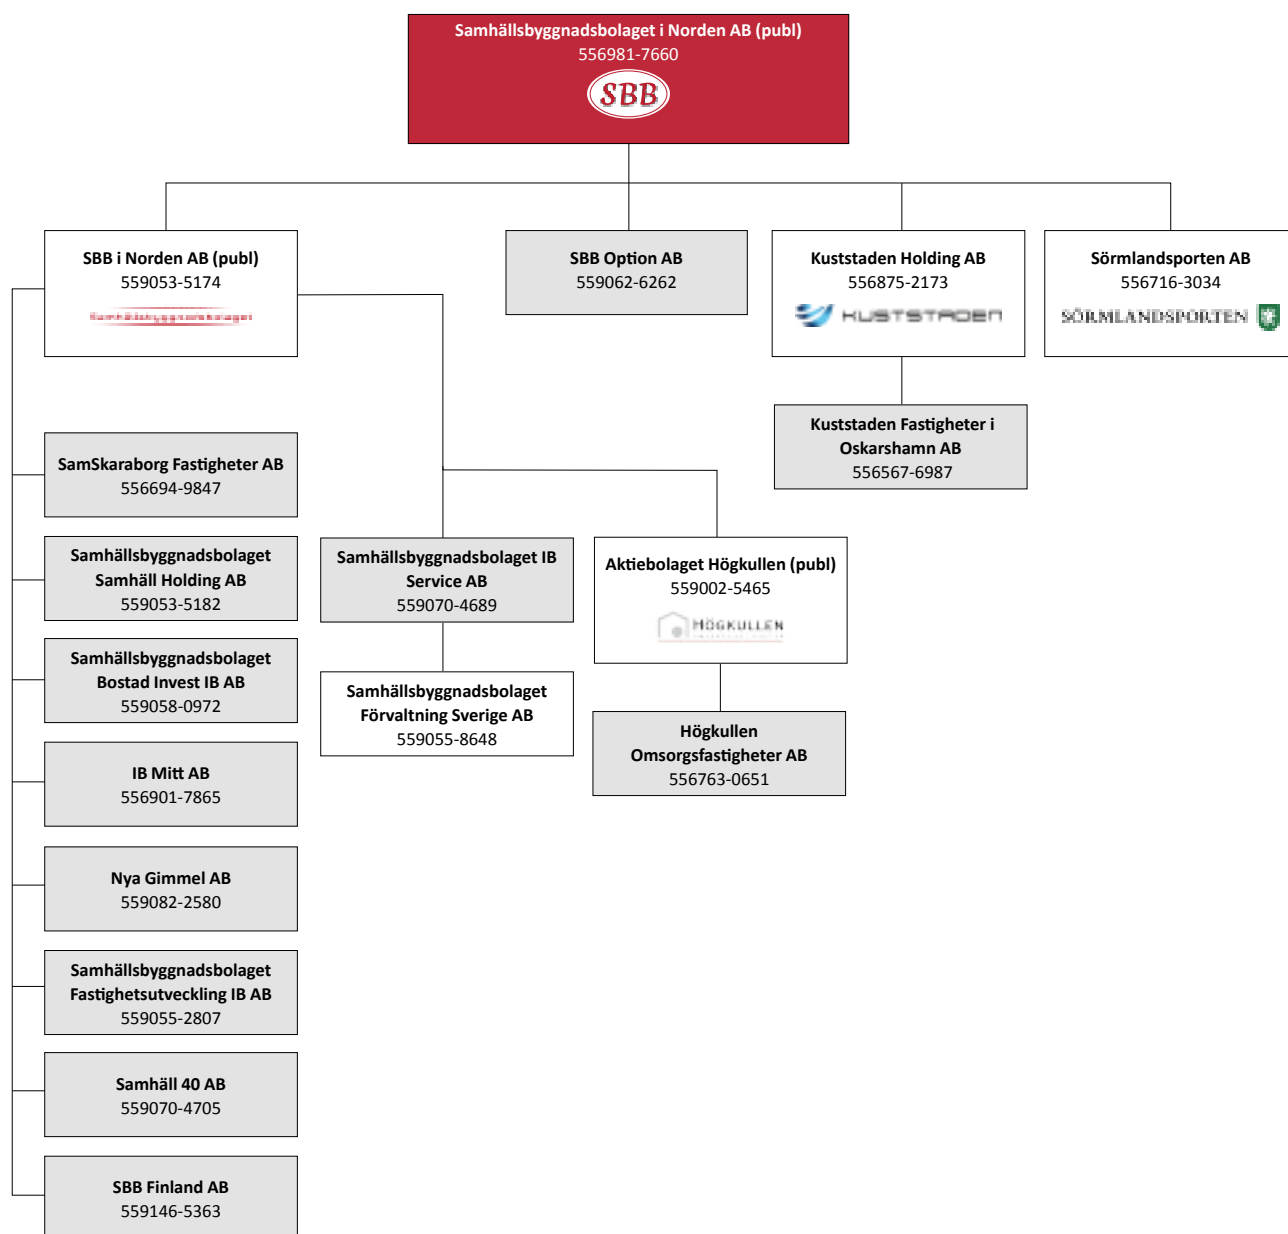 Samhällsbyggnadsbolaget i Norden AB (publ)
556981-7660
SBB
SBB i Norden AB (publ)
559053-5174
Samhällsbyggnadsbolaget
SBB Option AB
559062-6262
Kuststaden Holding AB
556875-2173
KUSTSTADEN
Sörmlandsporten AB
556716-3034
SÖRMLANDSPORTEN
Kuststaden Fastigheter i
Oskarshamn AB
556567-6987
SamSkaraborg Fastigheter AB
556694-9847
Samhällsbyggnadsbolaget
Samhäll Holding AB
559053-5182
Samhällsbyggnadsbolaget IB
Service AB
559070-4689
Aktiebolaget Högkullen (publ)
559002-5465
HÖGKULLEN
Samhällsbyggnadsbolaget
Bostad Invest IB AB
559058-0972
Samhällsbyggnadsbolaget
Förvaltning Sverige AB
559055-8648
Högkullen
Omsorgsfastigheter AB
556763-0651
IB Mitt AB
556901-7865
Nya Gimmel AB
559082-2580
Samhällsbyggnadsbolaget
Fastighetsutveckling IB AB
559055-2807
Samhäll 40 AB
559070-4705
SBB Finland AB
559146-5363